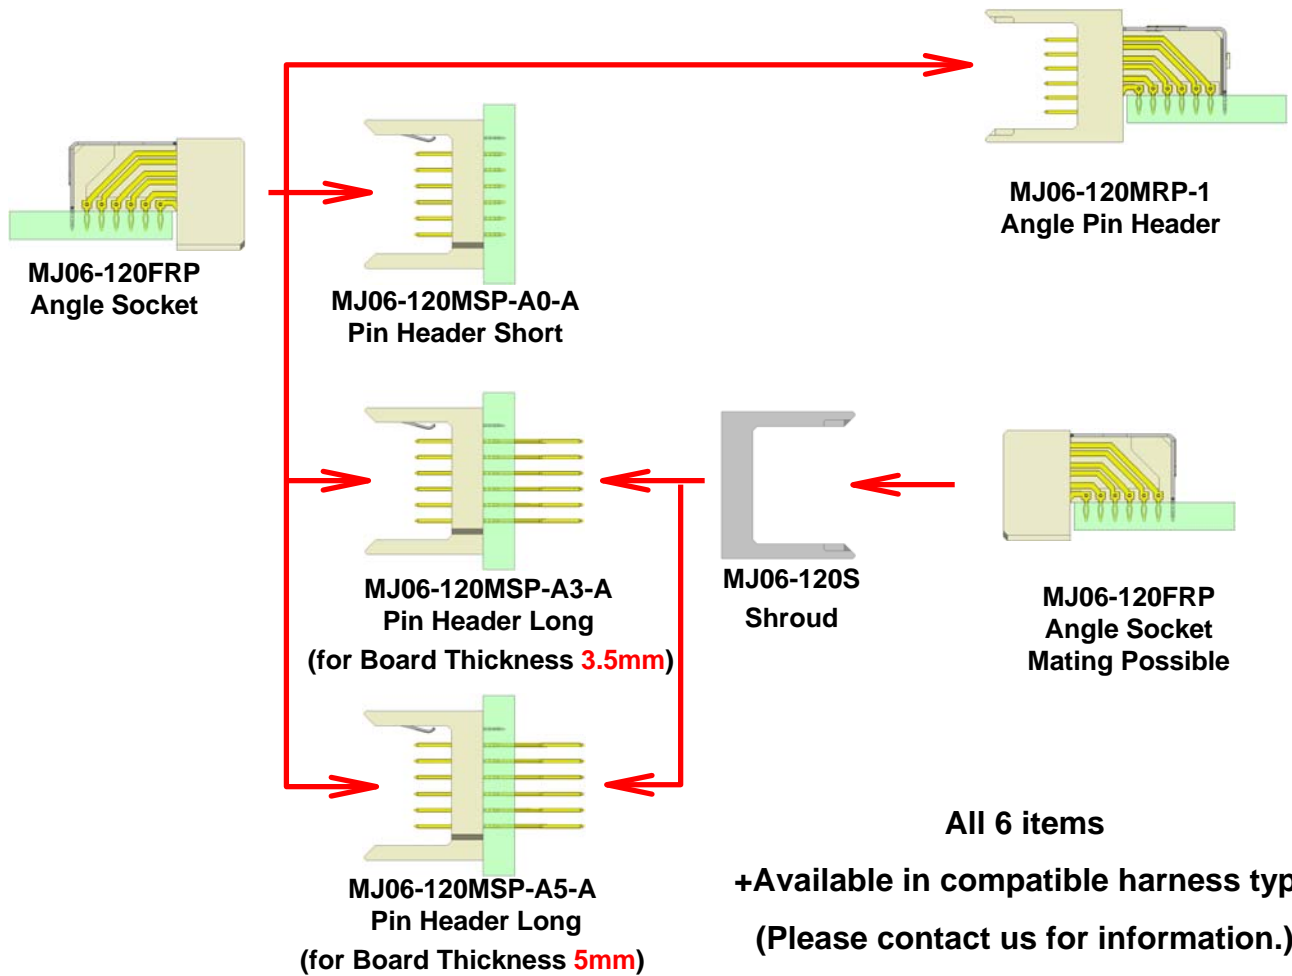 MJ06-120MRP-1
Angle Pin Header
MJ06-120FRP
Angle Socket
MJ06-120MSP-A0-A
Pin Header Short
MJ06-120MSP-A3-A
Pin Header Long
(for Board Thickness 3.5mm)
MJ06-120S
Shroud
MJ06-120FRP
Angle Socket
Mating Possible
MJ06-120MSP-A5-A
Pin Header Long
(for Board Thickness 5mm)
All 6 items
+Available in compatible harness typ
(Please contact us for information.)